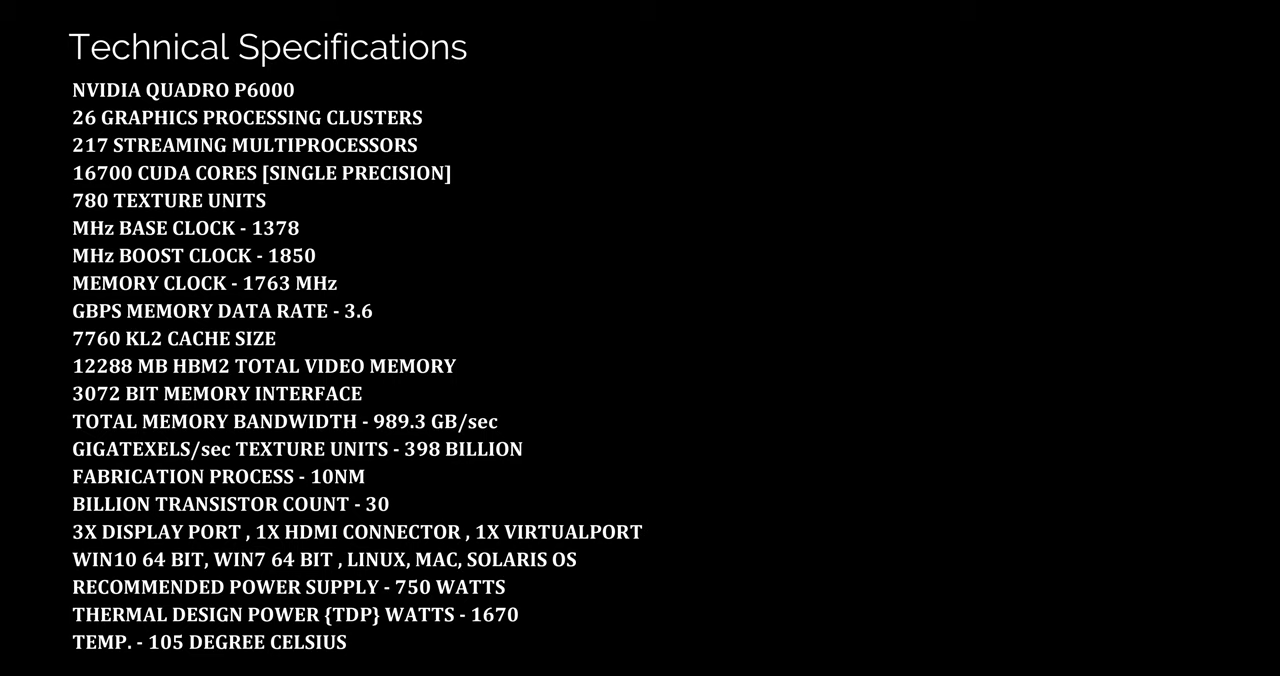 Technical Specifications
NVIDIA QUADRO P6000
26 GRAPHICS PROCESSING CLUSTERS
217 STREAMING MULTIPROCESSORS
16700 CUDA CORES [SINGLE PRECISION]
780 TEXTURE UNITS
MHz BASE CLOCK - 1378
MHz BOOST CLOCK - 1850
MEMORY CLOCK - 1763 MHz
GBPS MEMORY DATA RATE - 3.6
7760 KL2 CACHE SIZE
12288 MB HBM2 TOTAL VIDEO MEMORY
3072 BIT MEMORY INTERFACE
TOTAL MEMORY BANDWIDTH - 989.3 GB/sec
GIGATEXELS/sec TEXTURE UNITS - 398 BILLION
FABRICATION PROCESS - 10NM
BILLION TRANSISTOR COUNT - 30
3X DISPLAY PORT , 1X HDMI CONNECTOR , 1X VIRTUALPORT
WIN10 64 BIT, WIN7 64 BIT , LINUX, MAC, SOLARIS OS
RECOMMENDED POWER SUPPLY - 750 WATTS
THERMAL DESIGN POWER {TDP} WATTS - 1670
TEMP. - 105 DEGREE CELSIUS